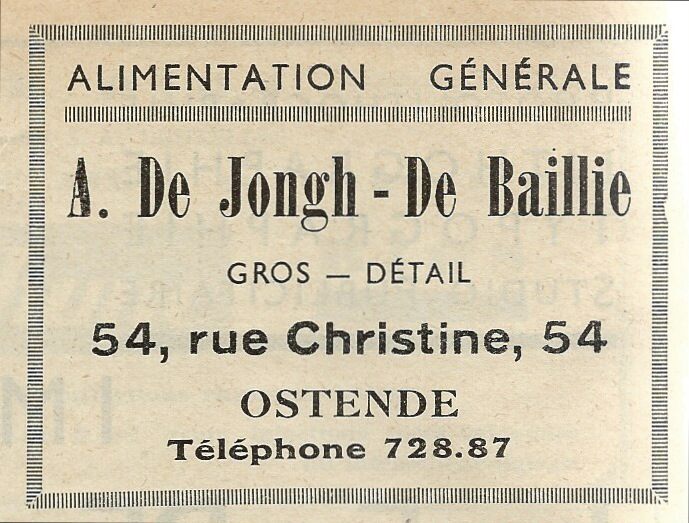 ALIMENTATION GÉNÉRALE
A. De Jongh - De Baillie
GROS — DÉTAIL
54, rue Christine, 54
OSTENDE
Téléphone 728.87